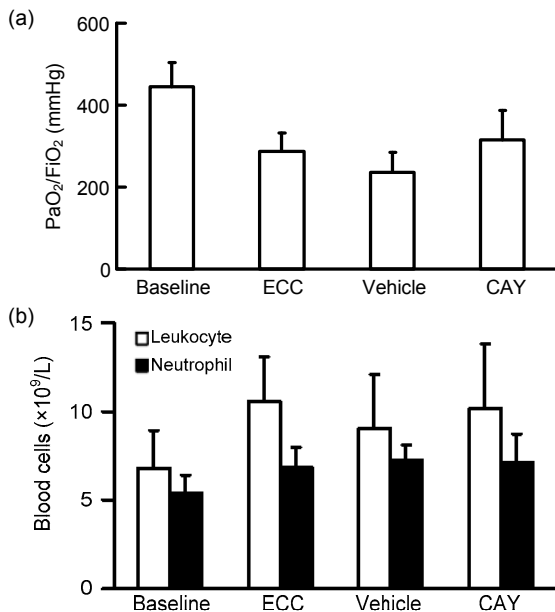 (a)
PaO₂/FiO₂ (mmHg)
600
400
200
0
Baseline ECC Vehicle CAY
(b)
Blood cells (×10⁹/L)
15
10
5
0
Leukocyte
Neutrophil
Baseline ECC Vehicle CAY